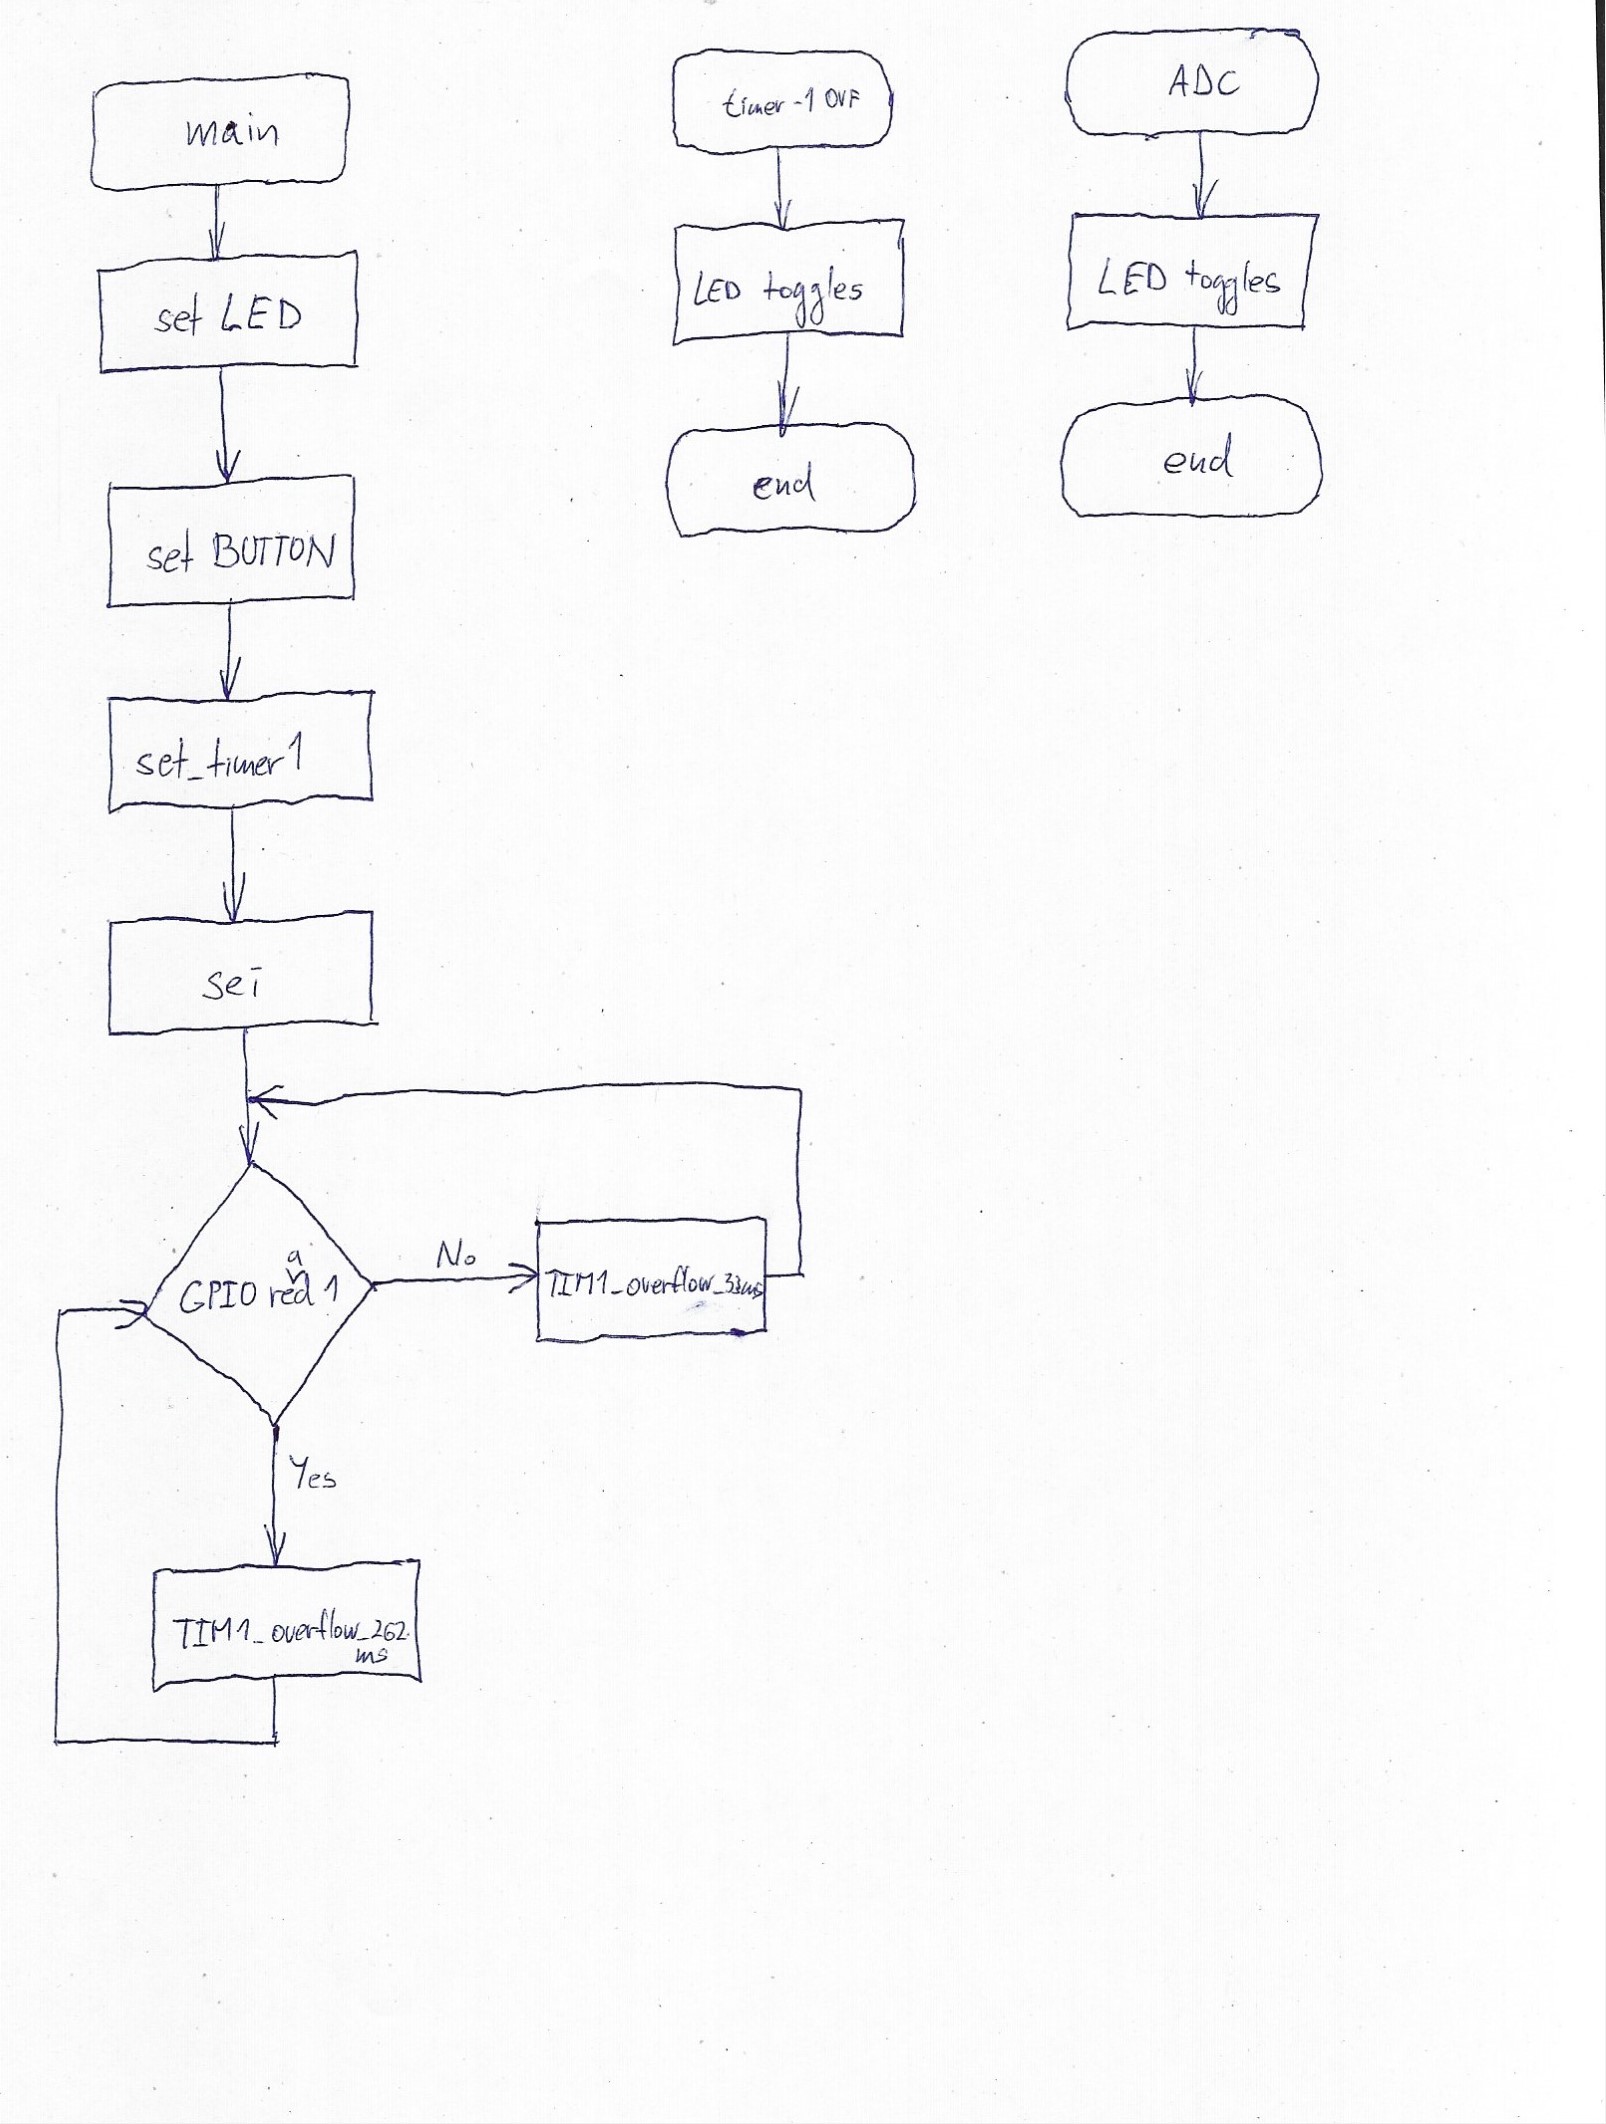 main
set LED
set BUTTON
set_timer1
sei
GPIO read 1
No
TIM1_overflow_33ms
Yes
TIM1_overflow_262
ms
timer-1 OVF
LED toggles
end
ADC
LED toggles
end